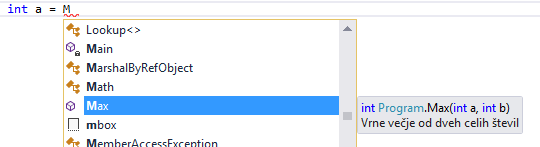 int a = M
Lookup<>
Main
MarshalByRefObject
Math
Max
mbox
MemberAccessException
int Program.Max(int a, int b)
Vrne večje od dveh celih števil